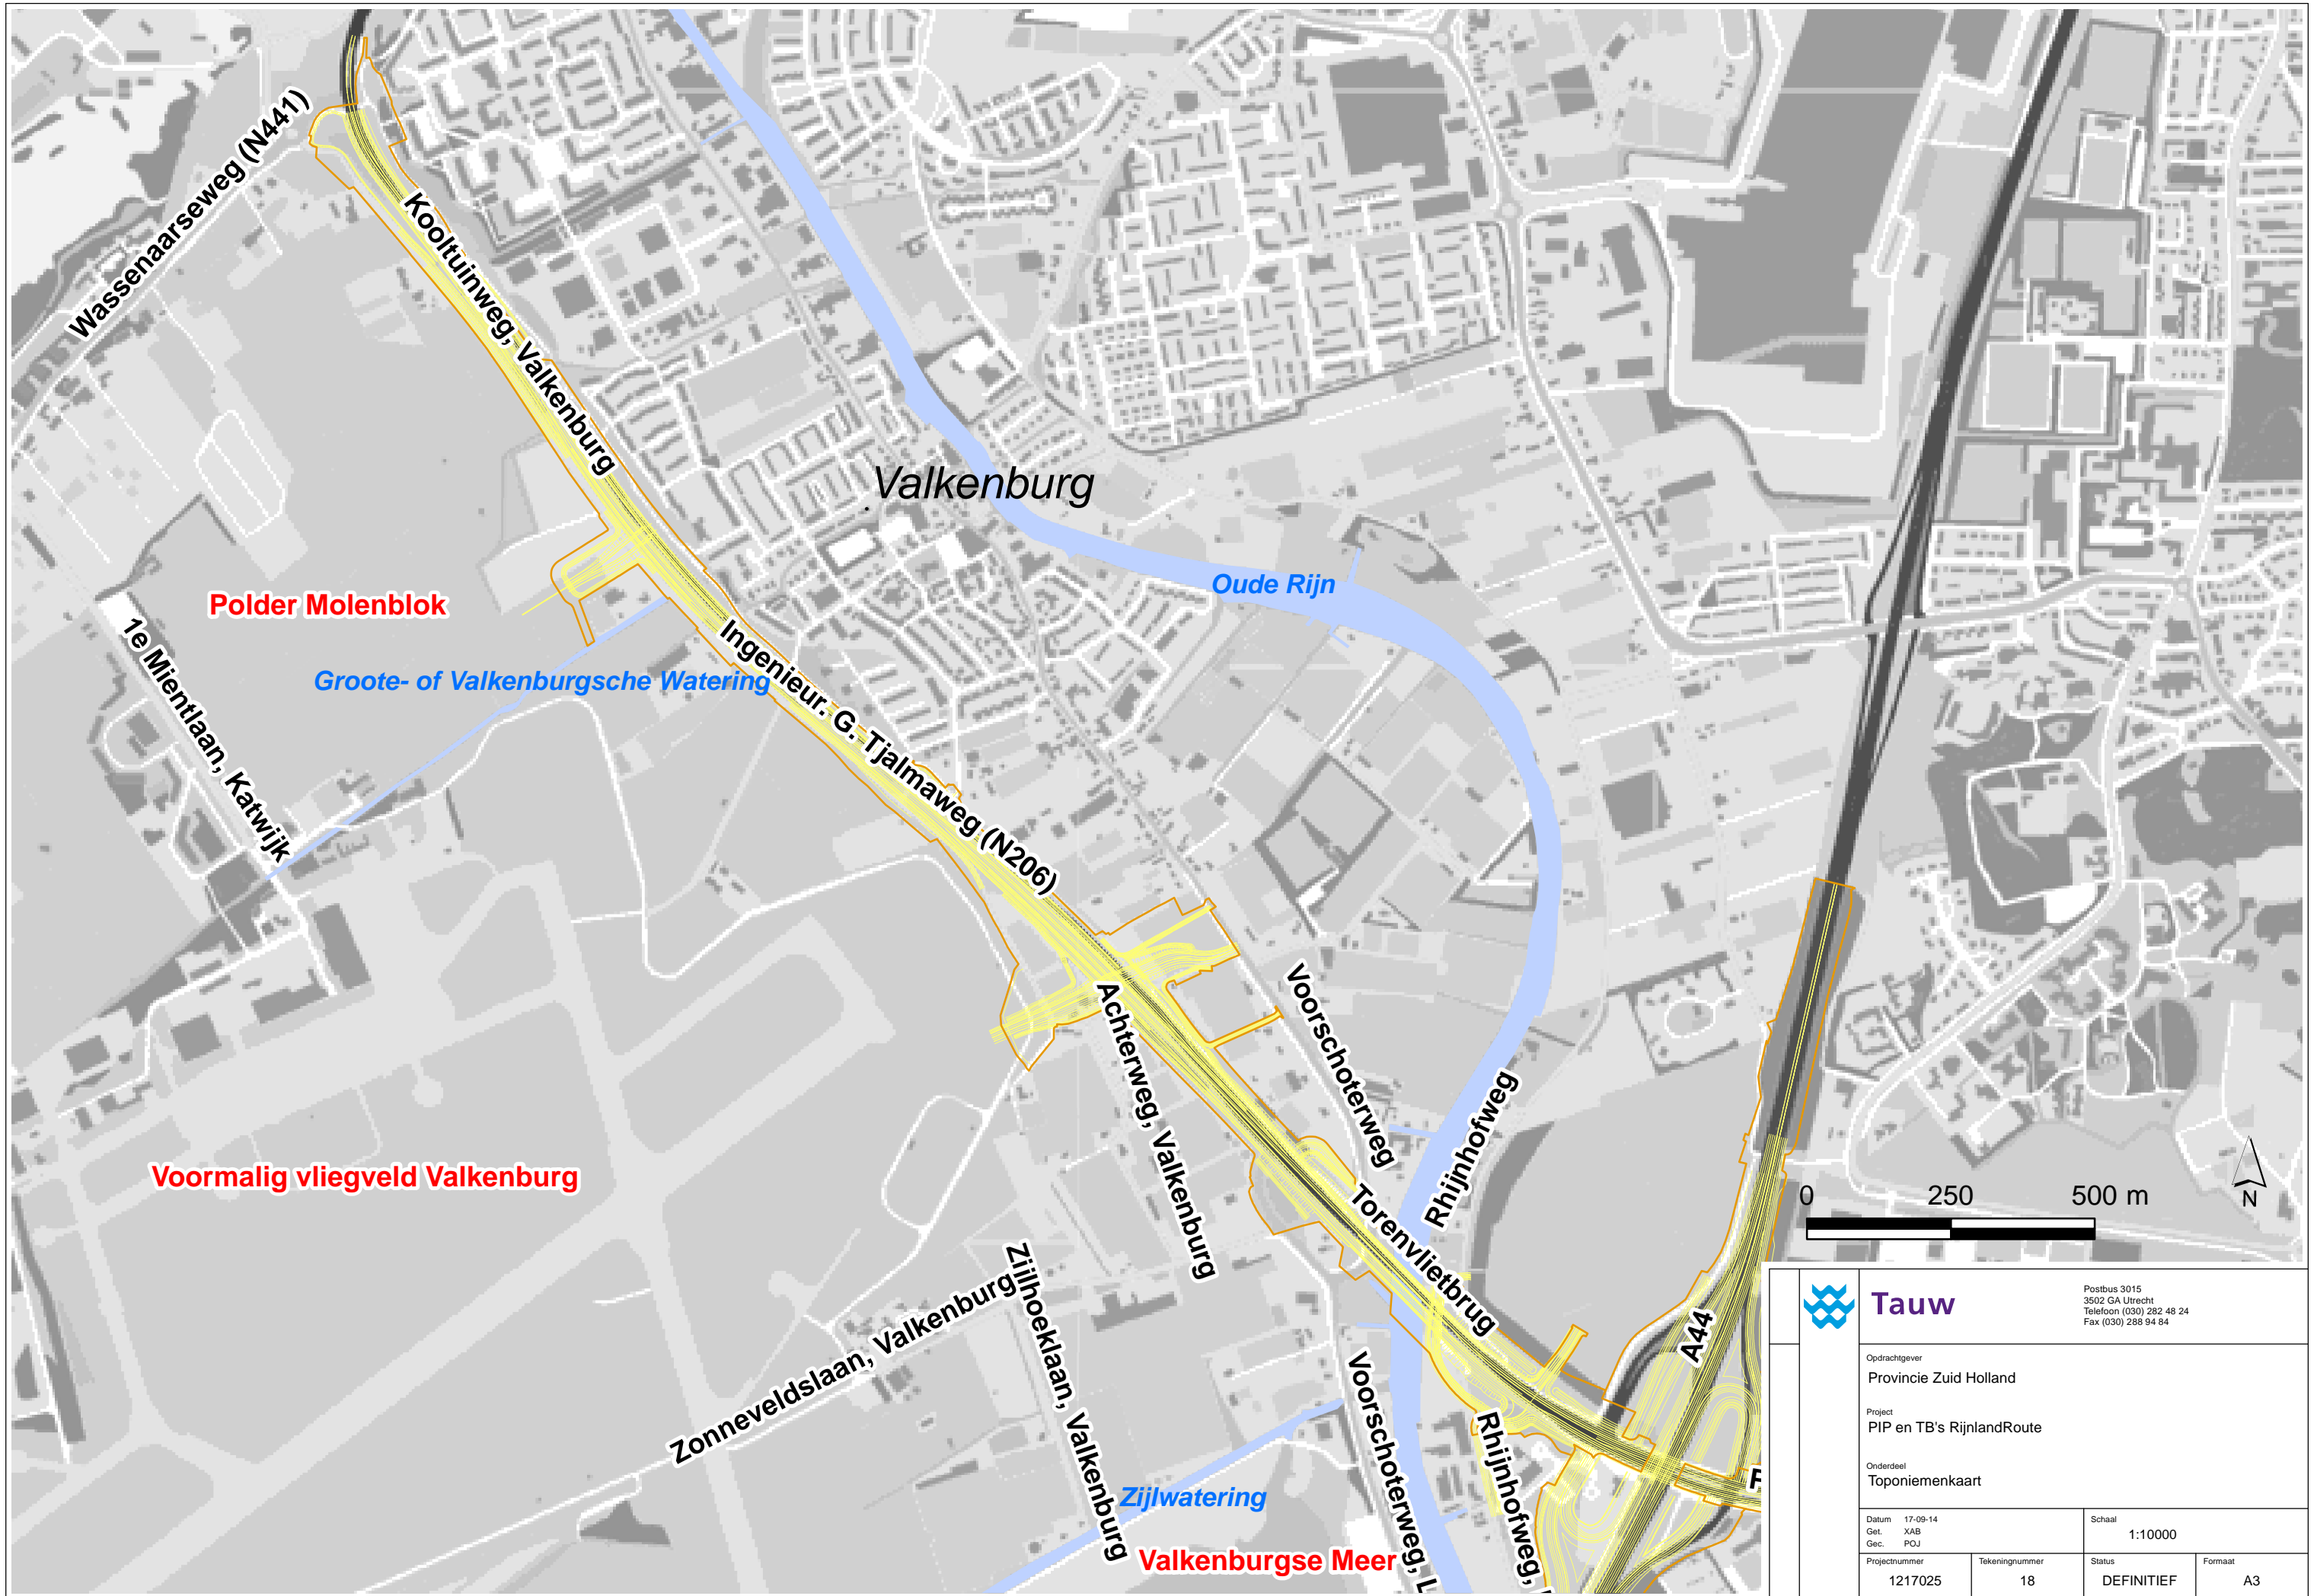 Wassenaarseweg (N441)
Kooltuinweg, Valkenburg
Valkenburg
Oude Rijn
Polder Molenblok
1e Mientlaan, Katwijk
Groote- of Valkenburgsche Watering
Ingenieur. G. Tjalmaweg (N206)
Voorschoterweg
Achterweg, Valkenburg
Rhijnhofweg
Voormalig vliegveld Valkenburg
Torenvlietbrug
Zijlhoeklaan, Valkenburg
Zonneveldslaan, Valkenburg
A44
Voorschoterweg, L
Rhijnhofweg,
Zijlwatering
Valkenburgse Meer
0 250 500 m
N
Tauw
Postbus 3015
3502 GA Utrecht
Telefoon (030) 282 48 24
Fax (030) 288 94 84
Opdrachtgever
Provincie Zuid Holland
Project
PIP en TB's RijnlandRoute
Onderdeel
Toponiemenkaart
Datum 17-09-14
Get. XAB
Gec. POJ
Schaal
1:10000
Projectnummer
1217025
Tekeningnummer
18
Status
DEFINITIEF
Formaat
A3